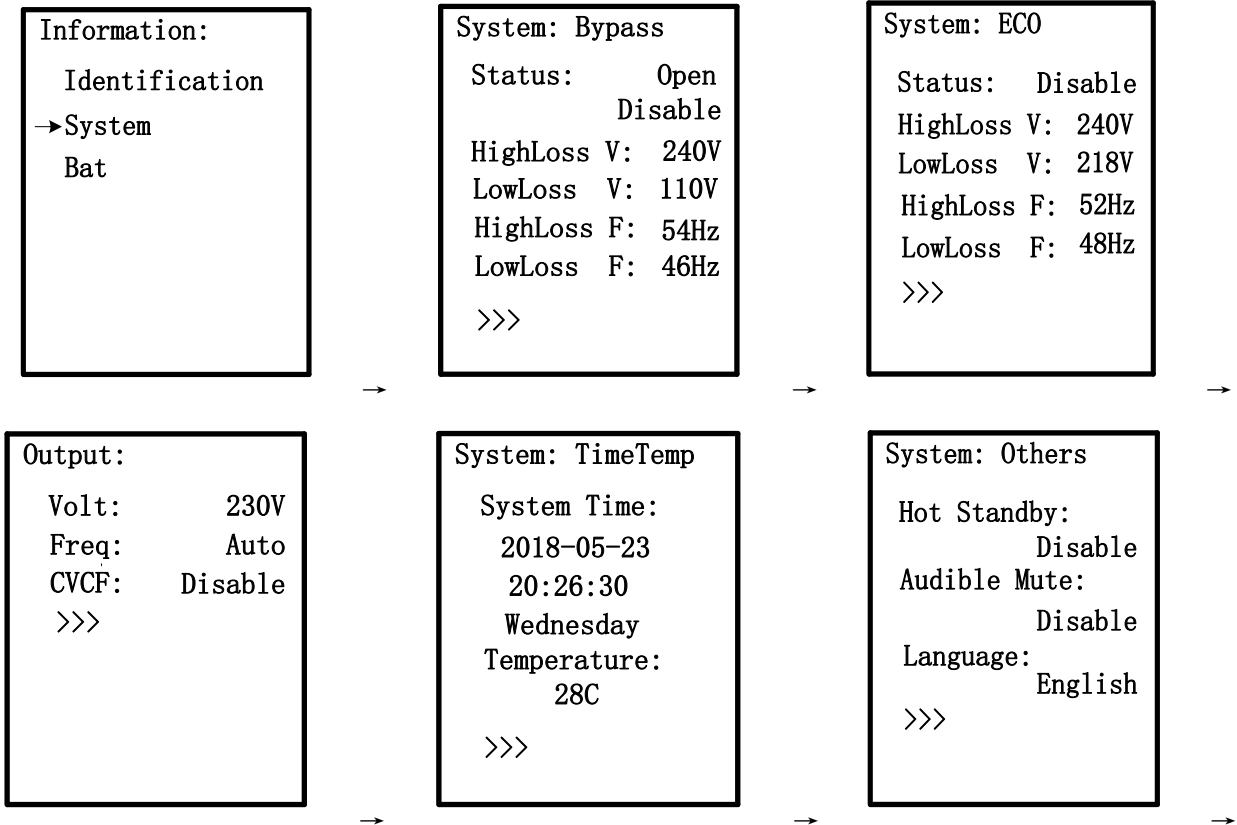 Information:
Identification
→System
Bat
→
System: Bypass
Status: Open
Disable
HighLoss V: 240V
LowLoss V: 110V
HighLoss F: 54Hz
LowLoss F: 46Hz
>>>
→
System: ECO
Status: Disable
HighLoss V: 240V
LowLoss V: 218V
HighLoss F: 52Hz
LowLoss F: 48Hz
>>>
→
Output:
Volt: 230V
Freq: Auto
CVCF: Disable
>>>
→
System: TimeTemp
System Time:
2018-05-23
20:26:30
Wednesday
Temperature:
28C
>>>
→
System: Others
Hot Standby:
Disable
Audible Mute:
Disable
Language:
English
>>>
→